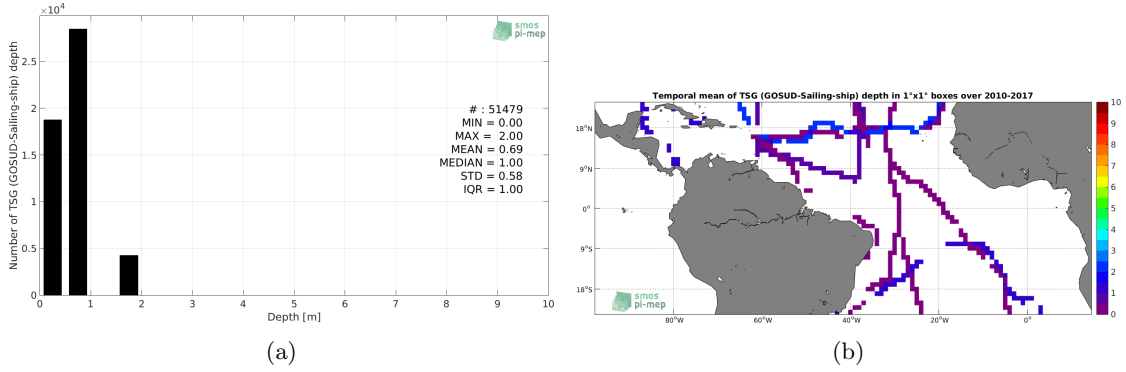 ×10⁴
2.5
2
1.5
1
0.5
0
0 1 2 3 4 5 6 7 8 9 10
Number of TSG (GOSUD-Sailing-ship) depth
Depth [m]
smos
pi-mep
# : 51479
MIN = 0.00
MAX = 2.00
MEAN = 0.69
MEDIAN = 1.00
STD = 0.58
IQR = 1.00
(a)
Temporal mean of TSG (GOSUD-Sailing-ship) depth in 1°x1° boxes over 2010-2017
18°N
9°N
0°
9°S
18°S
80°W 60°W 40°W 20°W 0°
smos
pi-mep
10
9
8
7
6
5
4
3
2
1
0
(b)